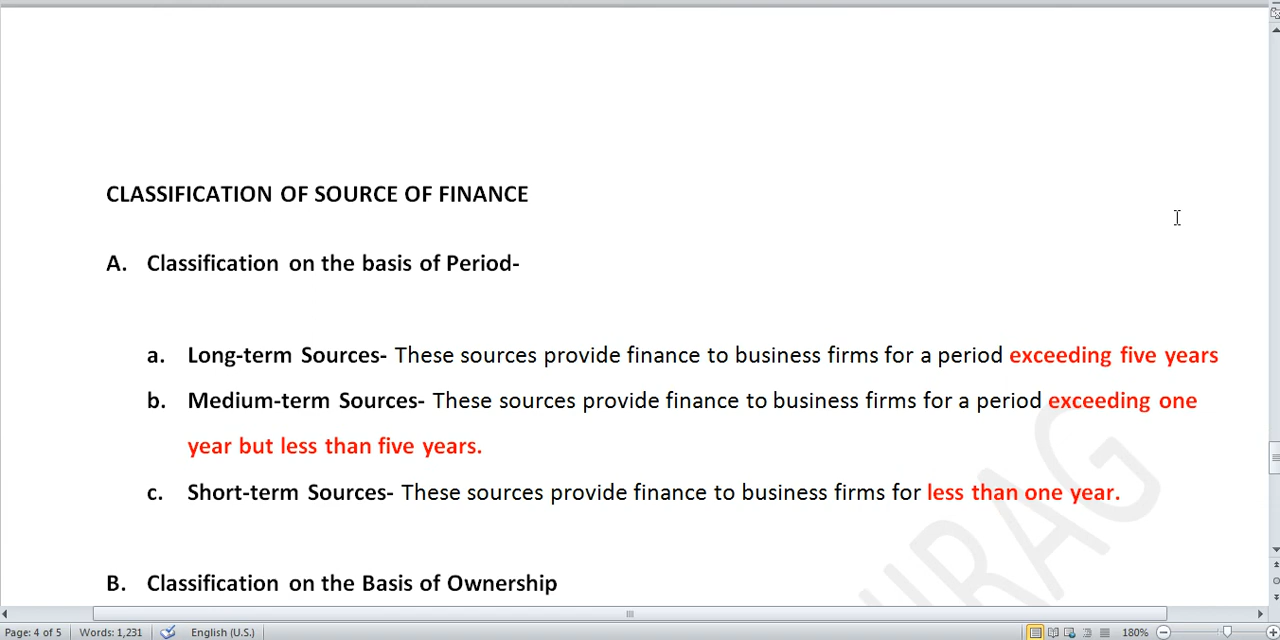 CLASSIFICATION OF SOURCE OF FINANCE
A. Classification on the basis of Period-
a. Long-term Sources- These sources provide finance to business firms for a period exceeding five years
b. Medium-term Sources- These sources provide finance to business firms for a period exceeding one
year but less than five years.
c. Short-term Sources- These sources provide finance to business firms for less than one year.
B. Classification on the Basis of Ownership
Page: 4 of 5 Words: 1,231 English (U.S.) 180%